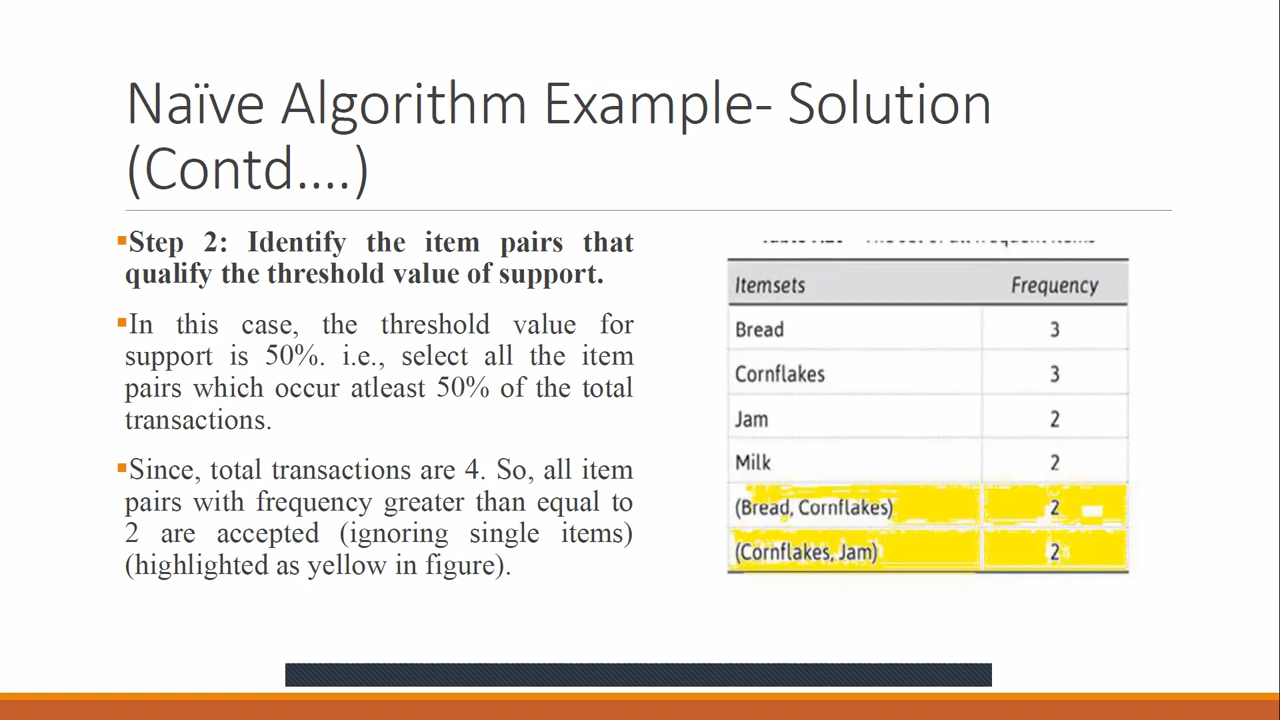 Naïve Algorithm Example- Solution
(Contd....)
▪Step 2: Identify the item pairs that
qualify the threshold value of support.
▪In this case, the threshold value for
support is 50%. i.e., select all the item
pairs which occur atleast 50% of the total
transactions.
▪Since, total transactions are 4. So, all item
pairs with frequency greater than equal to
2 are accepted (ignoring single items)
(highlighted as yellow in figure).
Itemsets Frequency
Bread 3
Cornflakes 3
Jam 2
Milk 2
(Bread, Cornflakes) 2
(Cornflakes, Jam) 2